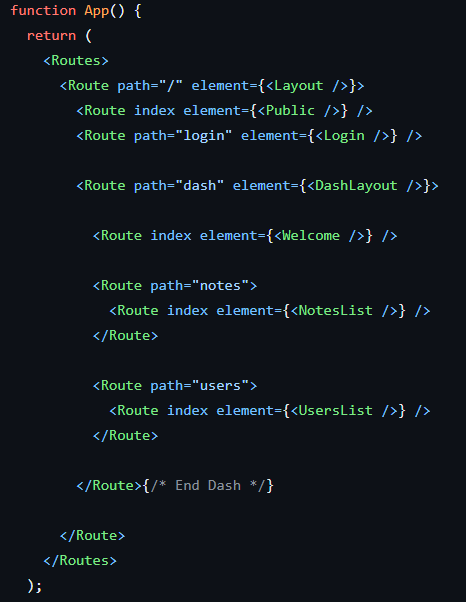 function App() {
  return (
    <Routes>
      <Route path="/" element={<Layout />}>
        <Route index element={<Public />} />
        <Route path="login" element={<Login />} />

        <Route path="dash" element={<DashLayout />}>

          <Route index element={<Welcome />} />

          <Route path="notes">
            <Route index element={<NotesList />} />
          </Route>

          <Route path="users">
            <Route index element={<UsersList />} />
          </Route>

        </Route>{/* End Dash */}

      </Route>
    </Routes>
  );